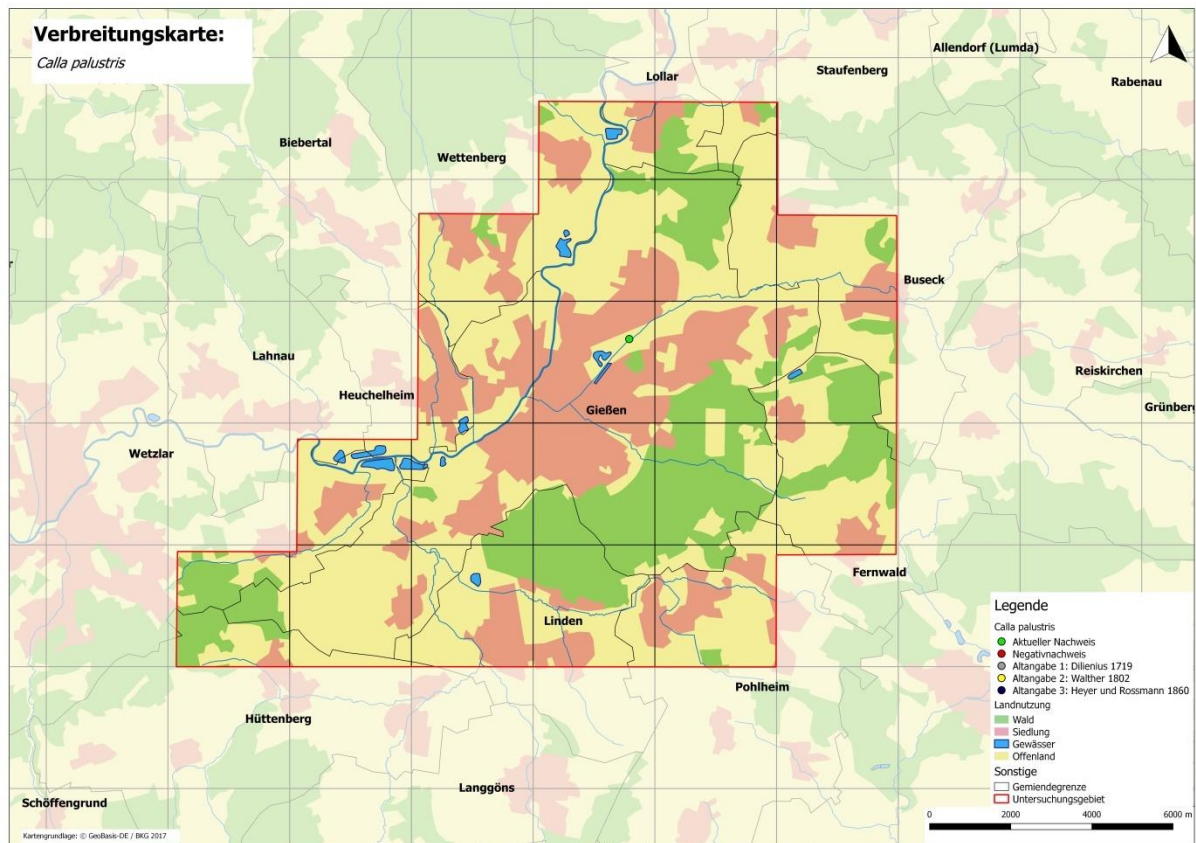 Verbreitungskarte:
Calla palustris
Allendorf (Lumda)
Lollar
Staufenberg
Rabenau
Biebertal
Wettenberg
Buseck
Lahnau
Heuchelheim
Reiskirchen
Gießen
Grünberg
Wetzlar
Fernwald
Linden
Pohlheim
Hüttenberg
Langgöns
Schöffengrund
Legende
Calla palustris
Aktueller Nachweis
Negativnachweis
Altangabe 1: Dilienius 1719
Altangabe 2: Walther 1802
Altangabe 3: Heyer und Rossmann 1860
Landnutzung
Wald
Siedlung
Gewässer
Offenland
Sonstige
Gemiendegrenze
Untersuchungsgebiet
0 2000 4000 6000 m
Kartengrundlage: © GeoBasis-DE / BKG 2017